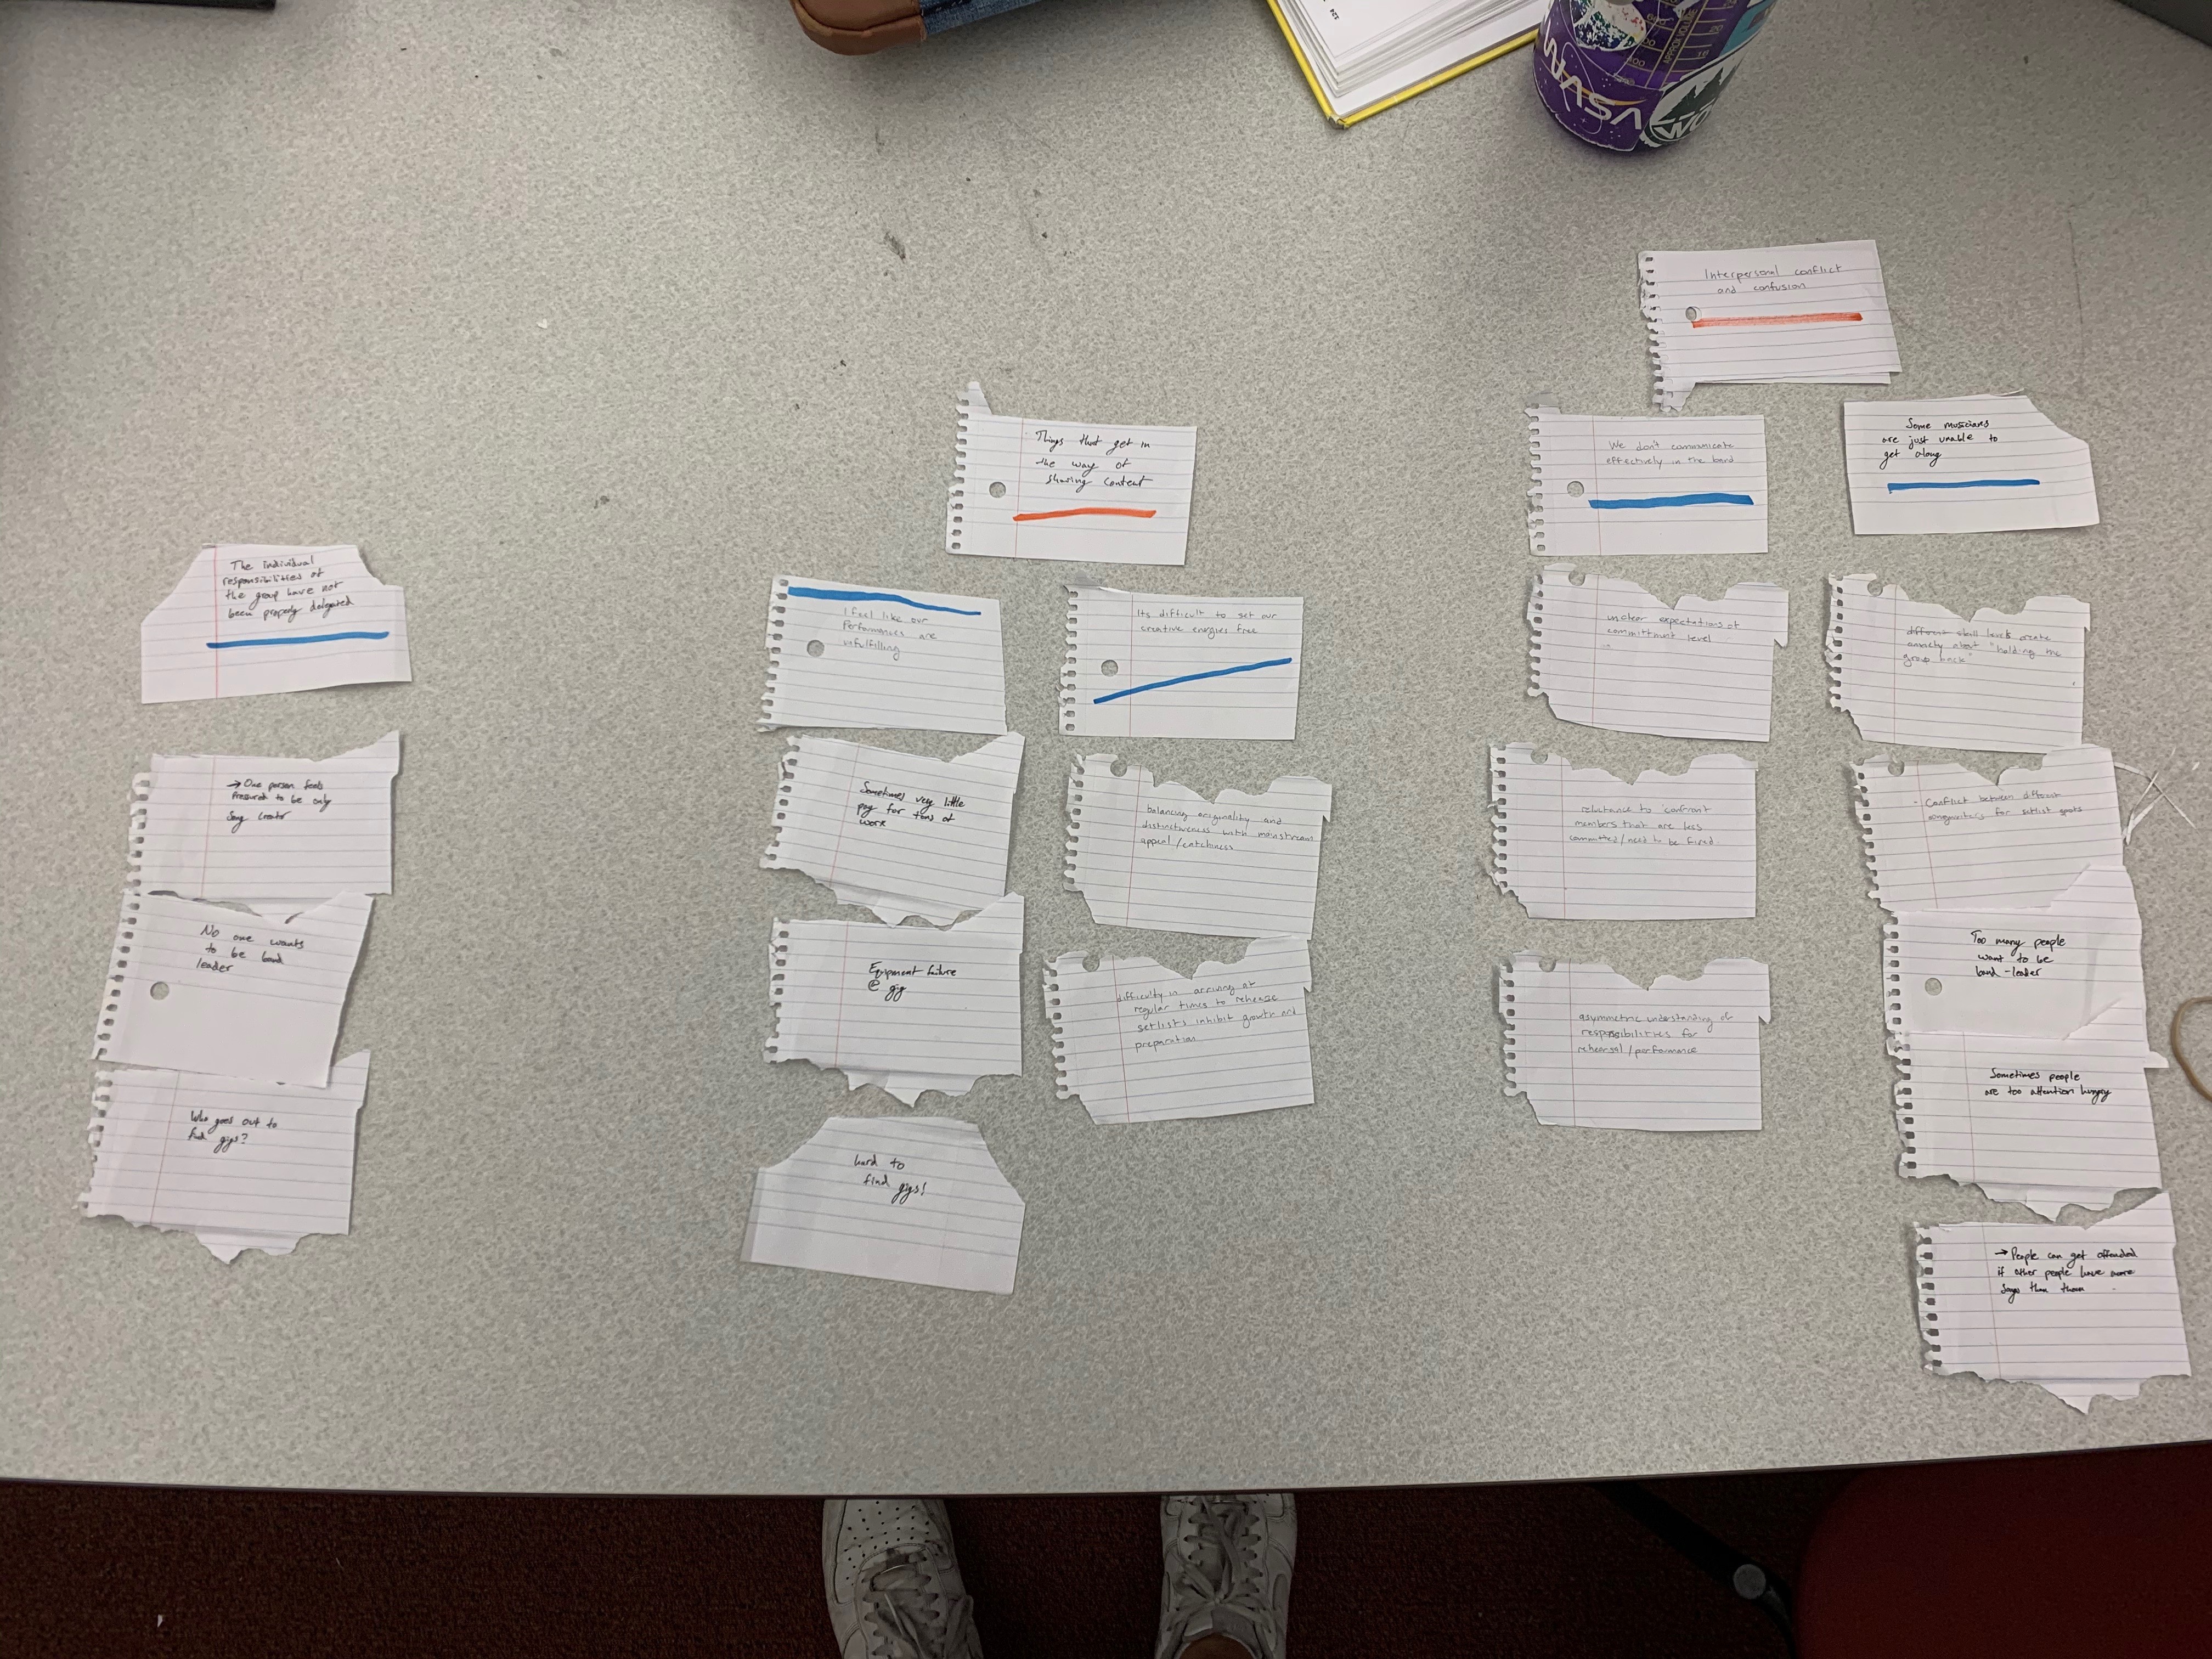 124
NASA
Interpersonal conflict
and confusion
Things that get in
the way of
sharing content
We don't communicate
effectively in the band
Some musicians
are just unable to
get along
The individual
responsibilities of
the group have not
been properly delegated
→ One person feels
Pressured to be only
Song creator
No one wants
to be band
leader
Who goes out to
find gigs?
I feel like our
Performances are
unfulfilling
Sometimes very little
pay for tons of
work
Equipment failure
@ gig
hard to
find gigs!
Its difficult to set our
creative energies free
balancing originality and
distinctiveness with mainstream
appeal/catchiness
difficulty in arriving at
regular times to rehearse
setlists inhibit growth and
preparation
unclear expectations of
committment level
reluctance to confront
members that are less
committed/need to be fired.
asymmetric understanding of
responsibilities for
rehearsal/performance
different skill levels create
anxiety about "holding the
group back"
- Conflict between different
songwriters for setlist spots
Too many people
want to be
band-leader
Sometimes people
are too attention hungry
→ People can get offended
if other people have more
songs than them